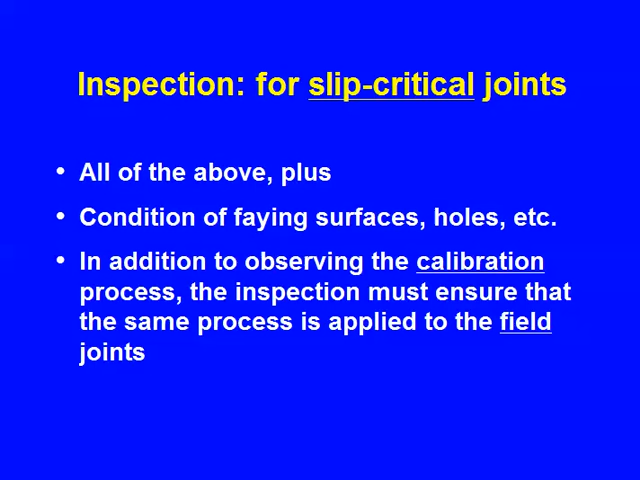 Inspection: for slip-critical joints
• All of the above, plus
• Condition of faying surfaces, holes, etc.
• In addition to observing the calibration
process, the inspection must ensure that
the same process is applied to the field
joints